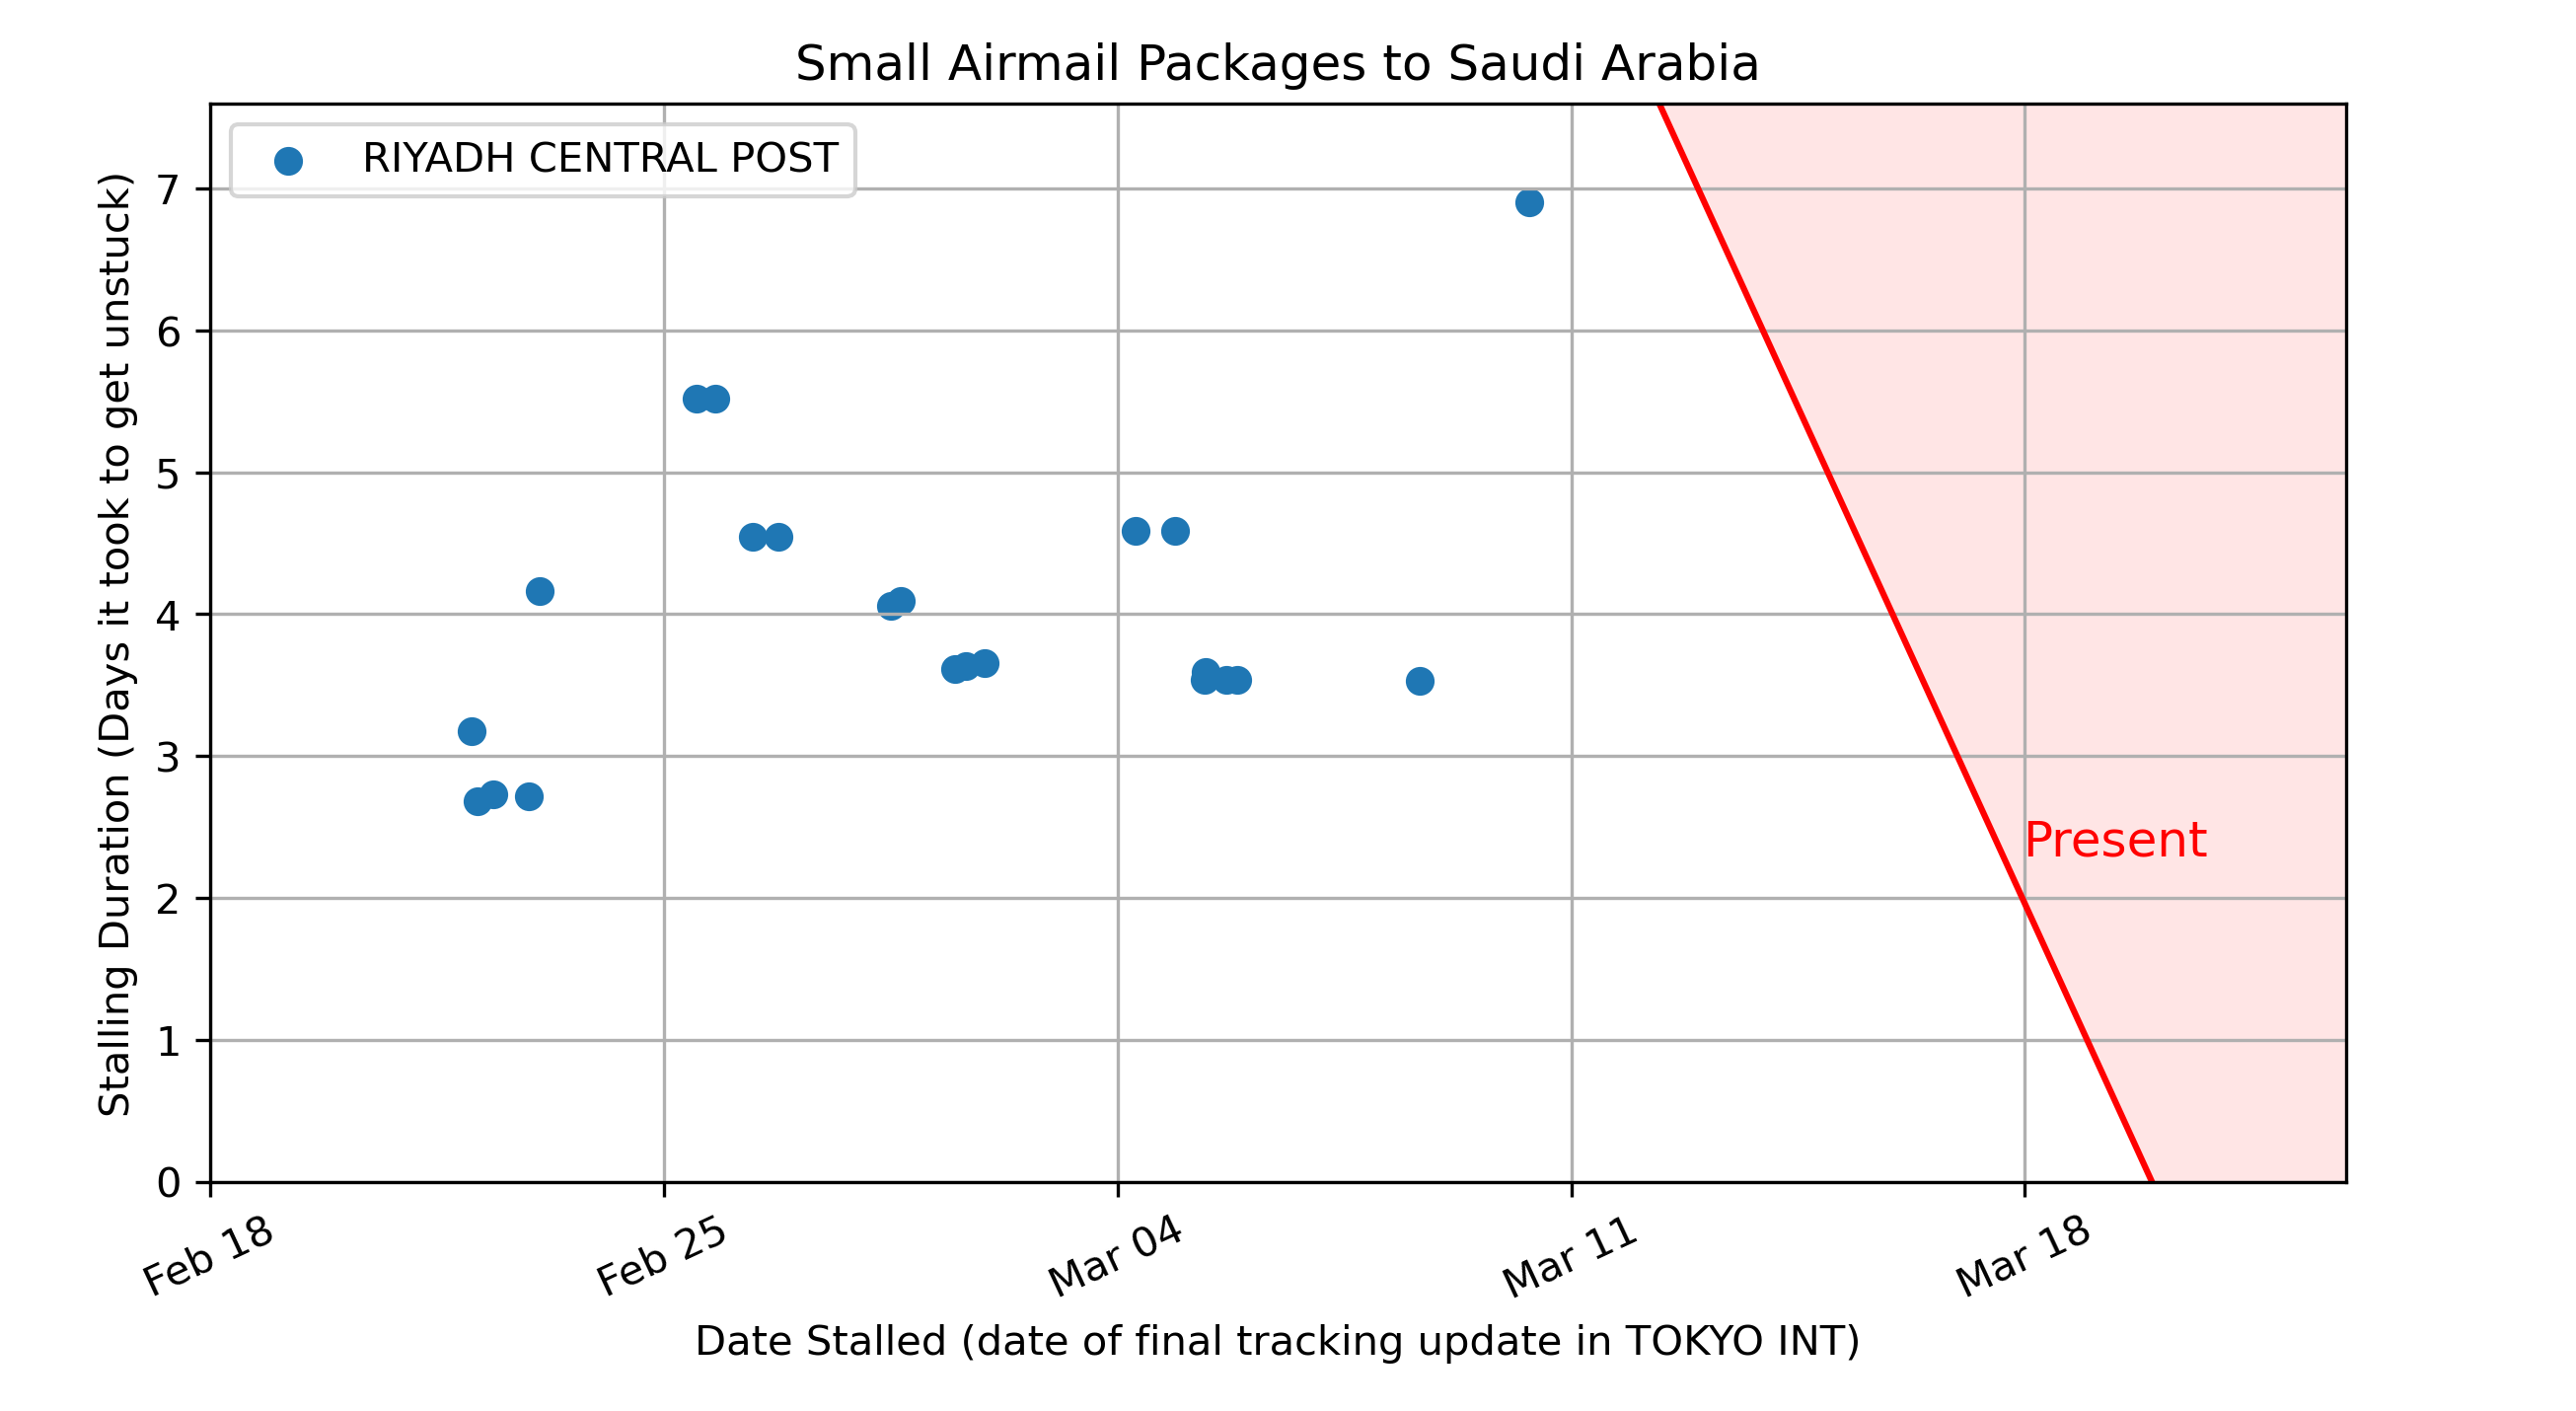 Small Airmail Packages to Saudi Arabia
RIYADH CENTRAL POST
Stalling Duration (Days it took to get unstuck)
7
6
5
4
3
2
1
0
Present
Feb 18
Feb 25
Mar 04
Mar 11
Mar 18
Date Stalled (date of final tracking update in TOKYO INT)